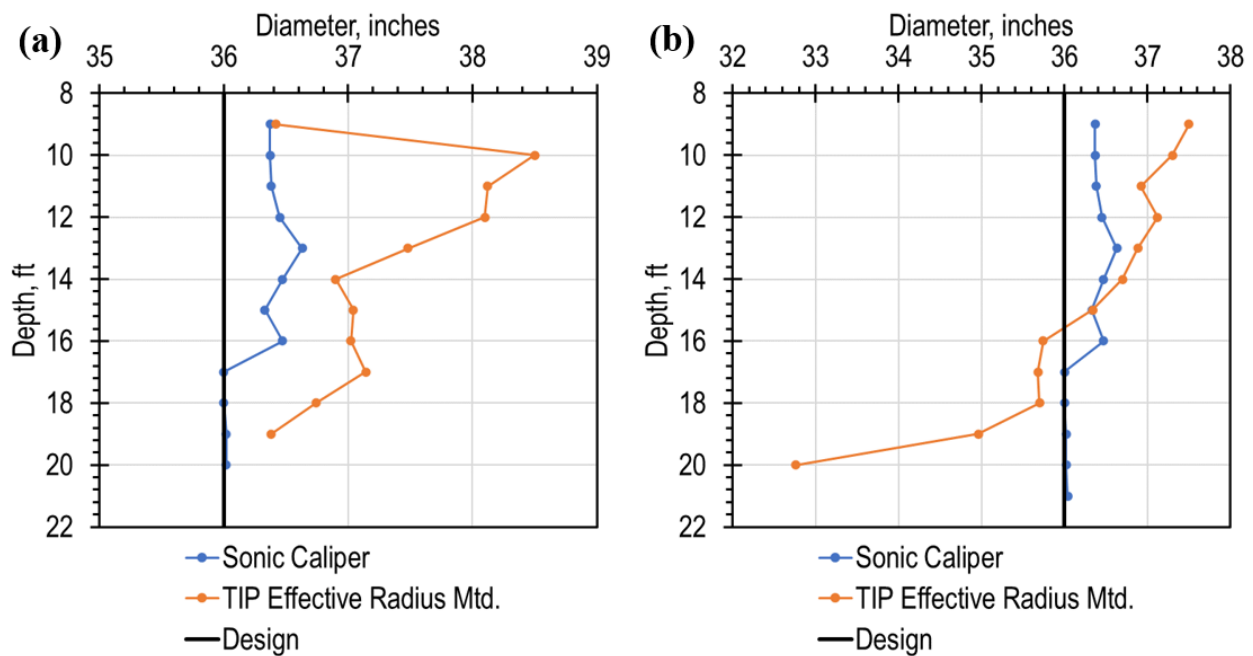 (a)
Diameter, inches
35 36 37 38 39
8
10
12
14
16
18
20
22
Depth, ft
Sonic Caliper
TIP Effective Radius Mtd.
Design
(b)
Diameter, inches
32 33 34 35 36 37 38
8
10
12
14
16
18
20
22
Depth, ft
Sonic Caliper
TIP Effective Radius Mtd.
Design